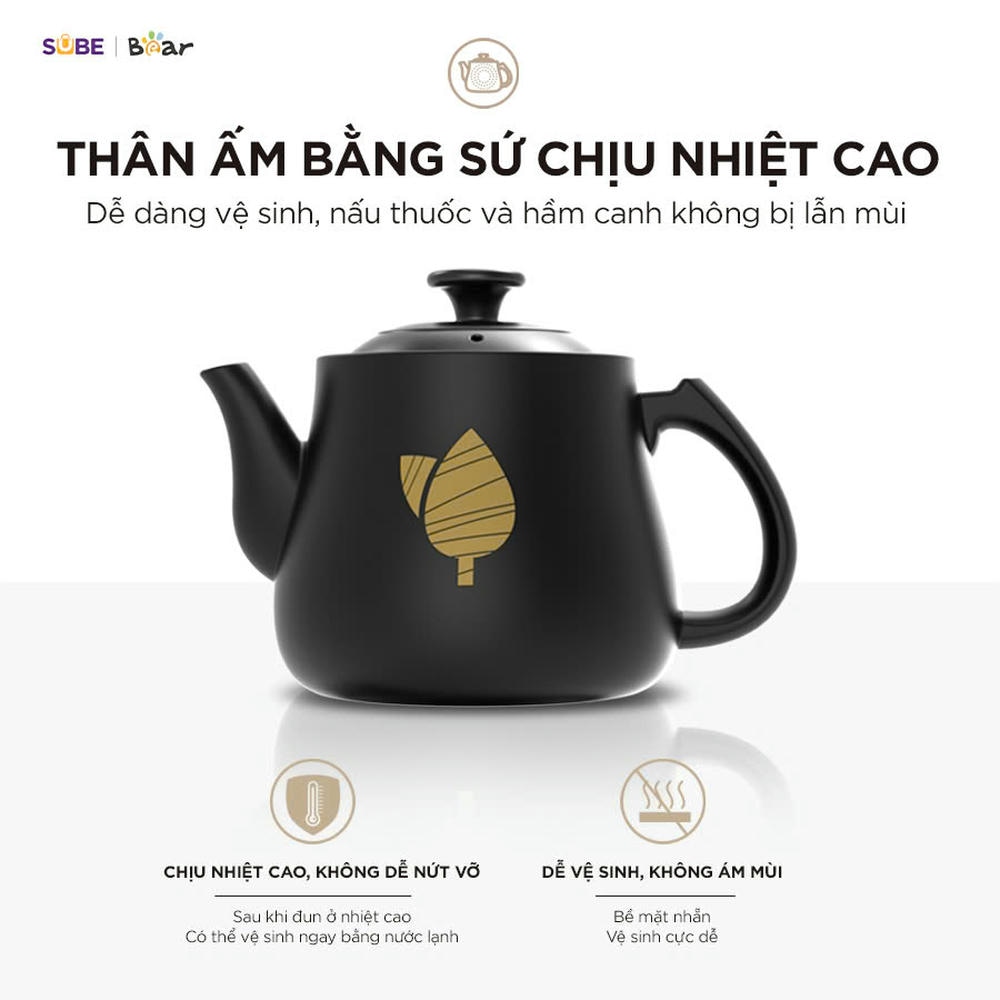 SUBE | Bear
THÂN ẤM BẰNG SỨ CHỊU NHIỆT CAO
Dễ dàng vệ sinh, nấu thuốc và hầm canh không bị lẫn mùi
CHỊU NHIỆT CAO, KHÔNG DỄ NỨT VỠ
Sau khi đun ở nhiệt cao
Có thể vệ sinh ngay bằng nước lạnh
DỄ VỆ SINH, KHÔNG ÁM MÙI
Bề mặt nhẵn
Vệ sinh cực dễ